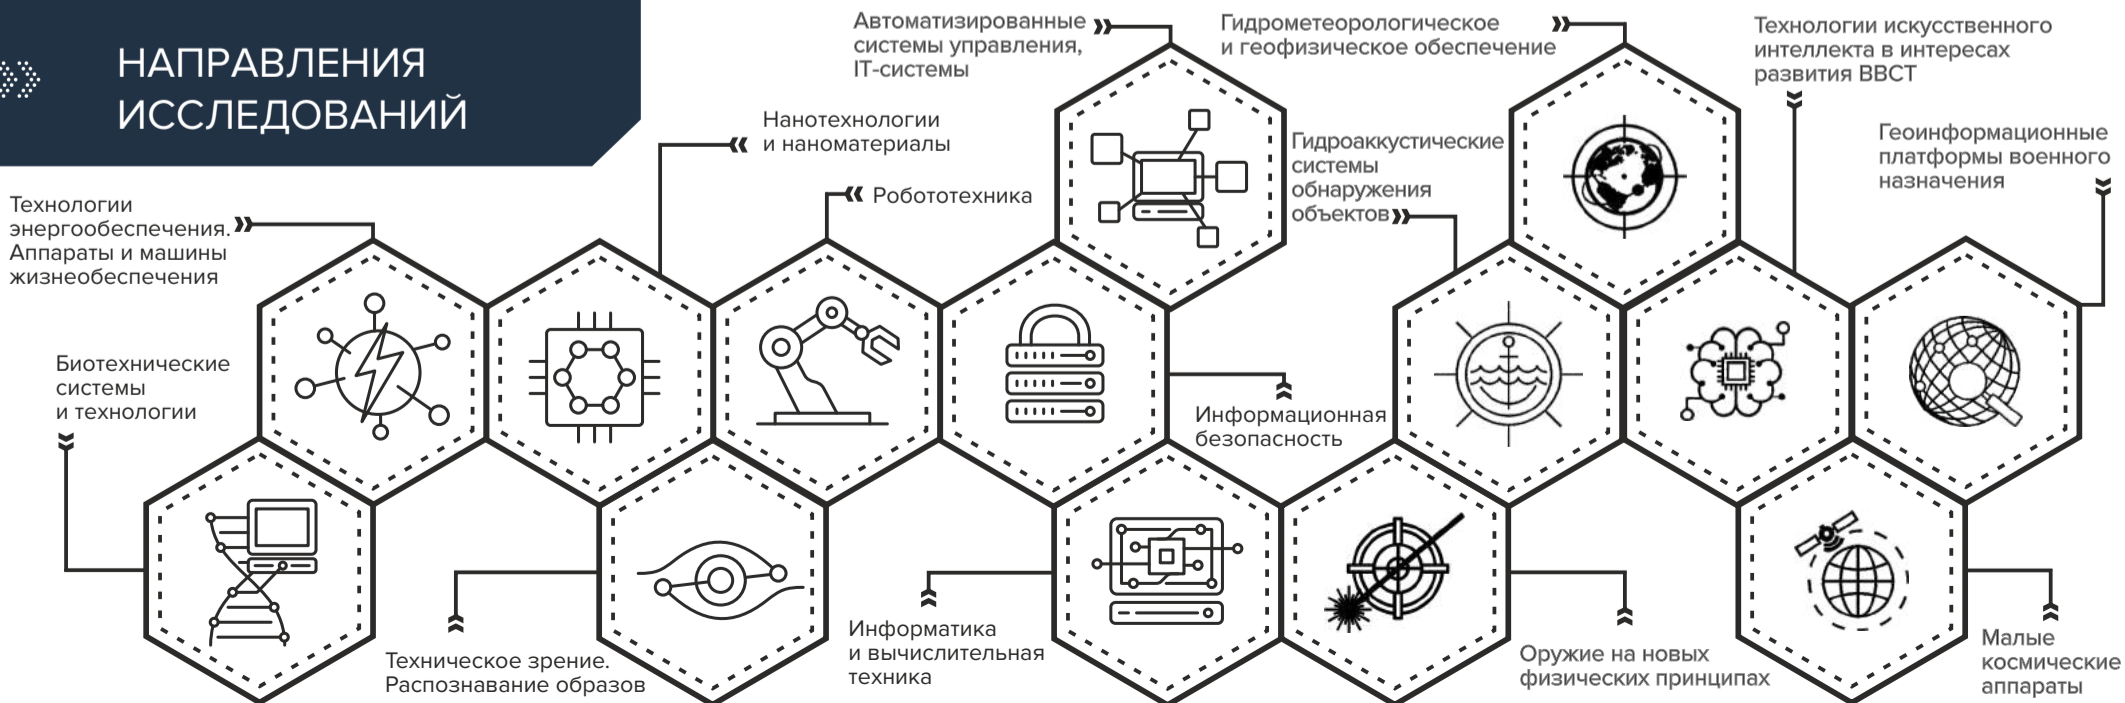 НАПРАВЛЕНИЯ
ИССЛЕДОВАНИЙ
Технологии
энергообеспечения.
Аппараты и машины
жизнеобеспечения
Биотехнические
системы
и технологии
Нанотехнологии
и наноматериалы
Робототехника
Автоматизированные
системы управления,
IT-системы
Гидрометеорологическое
и геофизическое обеспечение
Гидроаккустические
системы
обнаружения
объектов
Технологии искусственного
интеллекта в интересах
развития ВВСТ
Геоинформационные
платформы военного
назначения
Информационная
безопасность
Техническое зрение.
Распознавание образов
Информатика
и вычислительная
техника
Оружие на новых
физических принципах
Малые
космические
аппараты